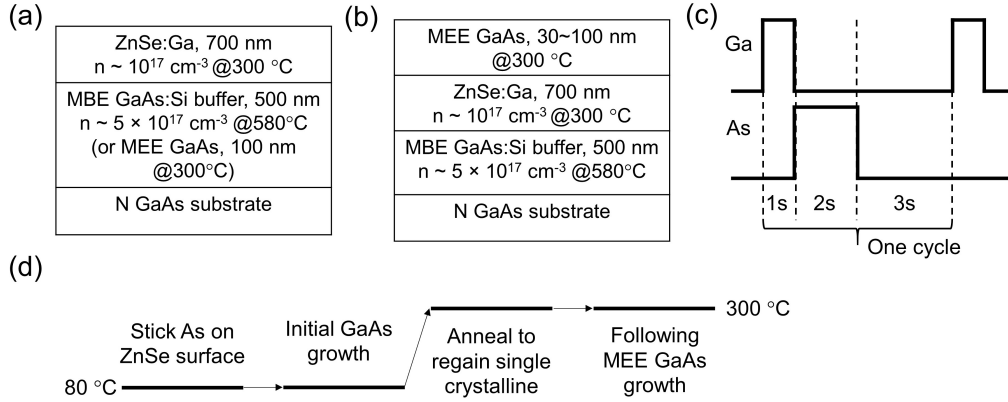 (a)
ZnSe:Ga, 700 nm
n ~ 10¹⁷ cm⁻³ @300 °C
MBE GaAs:Si buffer, 500 nm
n ~ 5 × 10¹⁷ cm⁻³ @580°C
(or MEE GaAs, 100 nm
@300°C)
N GaAs substrate
(b)
MEE GaAs, 30~100 nm
@300 °C
ZnSe:Ga, 700 nm
n ~ 10¹⁷ cm⁻³ @300 °C
MBE GaAs:Si buffer, 500 nm
n ~ 5 × 10¹⁷ cm⁻³ @580°C
N GaAs substrate
(c)
Ga
As
1s 2s 3s
One cycle
(d)
80 °C
Stick As on
ZnSe surface
Initial GaAs
growth
Anneal to
regain single
crystalline
Following
MEE GaAs
growth
300 °C